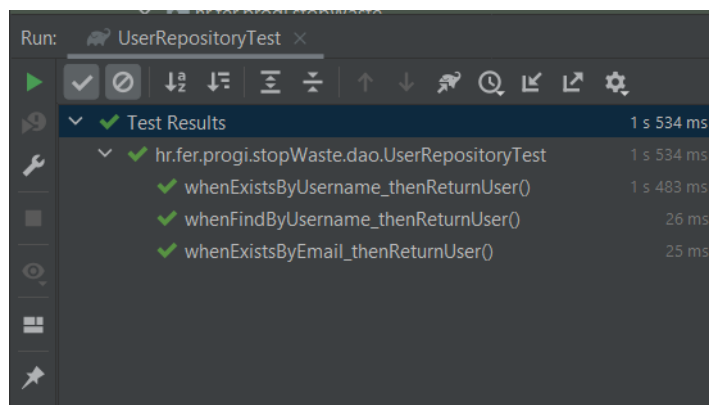 Run: UserRepositoryTest
Test Results 1 s 534 ms
hr.fer.progi.stopWaste.dao.UserRepositoryTest 1 s 534 ms
whenExistsByUsername_thenReturnUser() 1 s 483 ms
whenFindByUsername_thenReturnUser() 26 ms
whenExistsByEmail_thenReturnUser() 25 ms